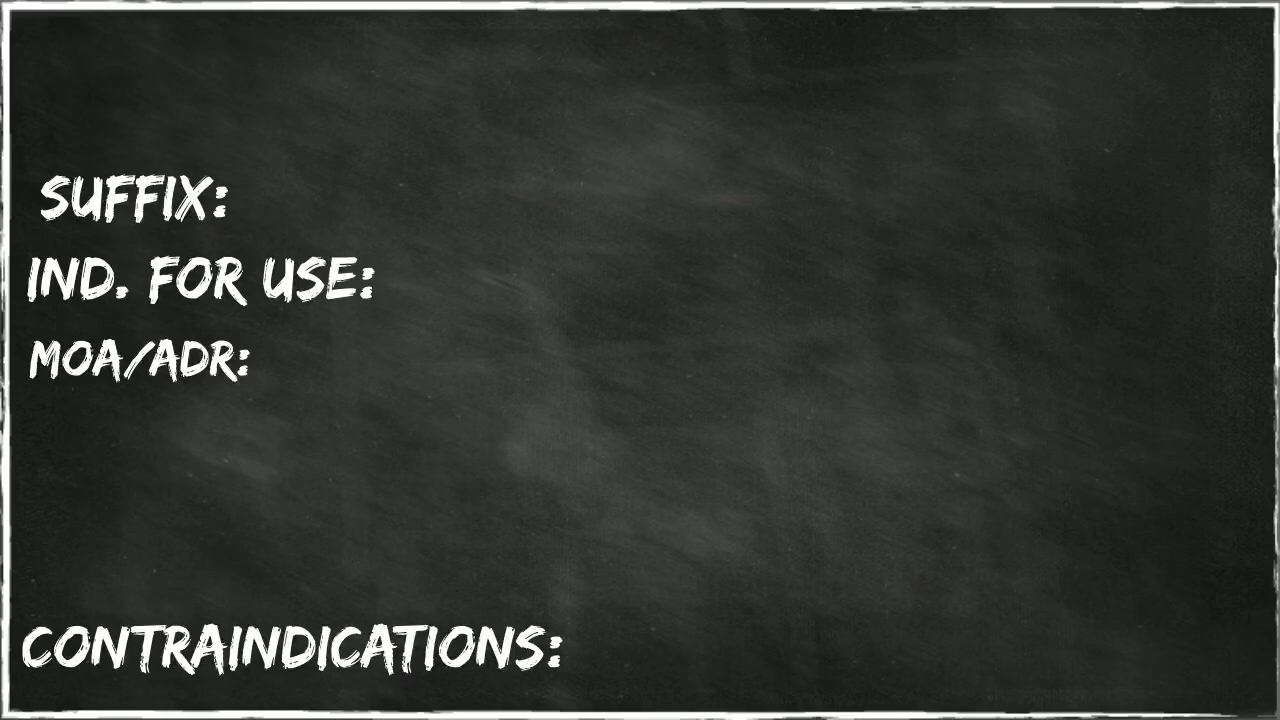 SUFFIX:
IND. FOR USE:
MOA/ADR:
CONTRAINDICATIONS: